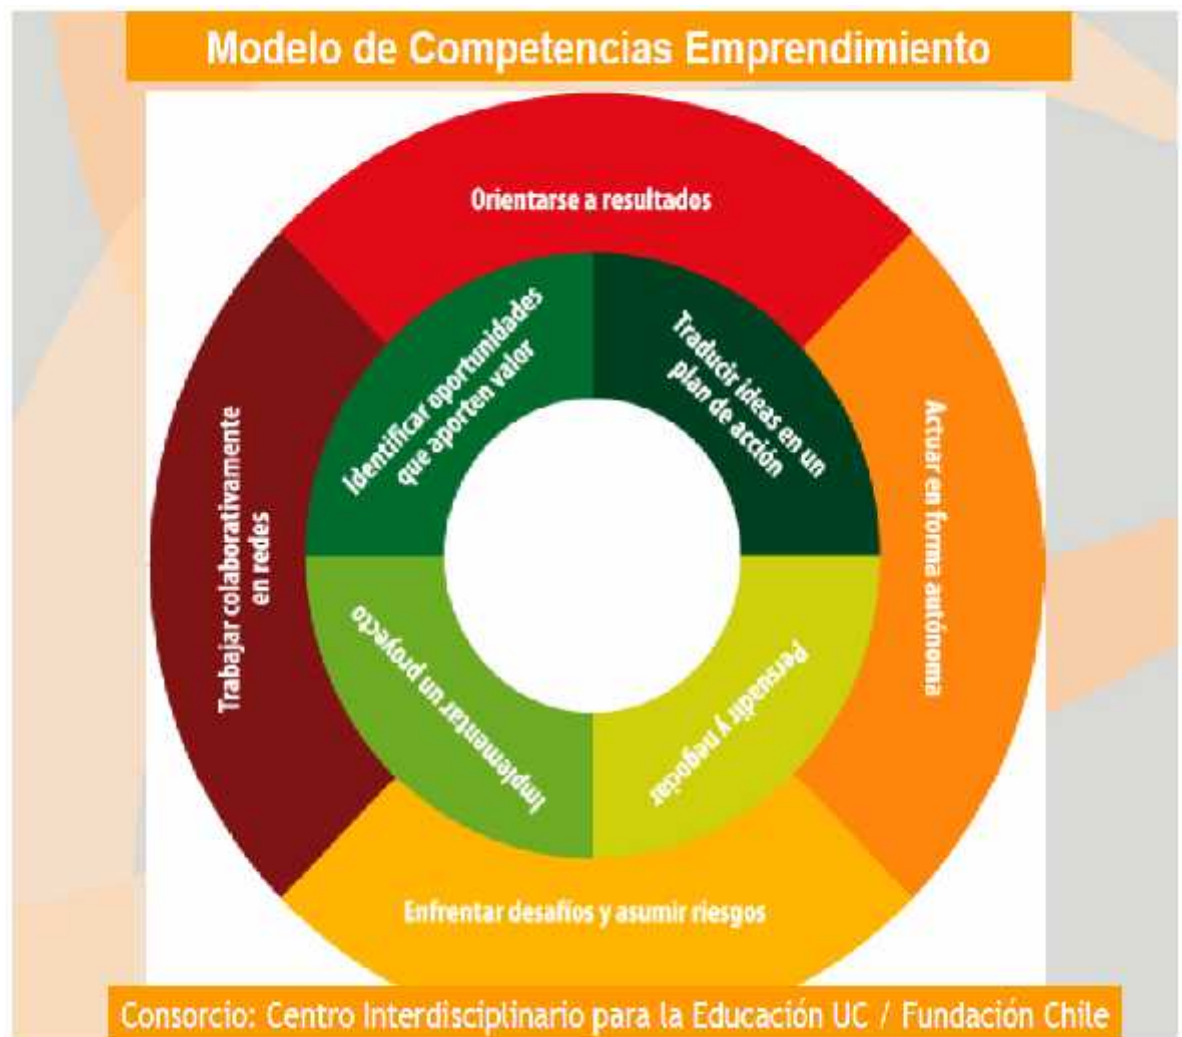 Modelo de Competencias Emprendimiento
Orientarse a resultados
Identificar oportunidades
que aporten valor
Traducir ideas en un
plan de acción
Trabajar colaborativamente
en redes
Actuar en forma autónoma
Implementar un proyecto
Persuadir y negociar
Enfrentar desafíos y asumir riesgos
Consorcio: Centro Interdisciplinario para la Educación UC / Fundación Chile